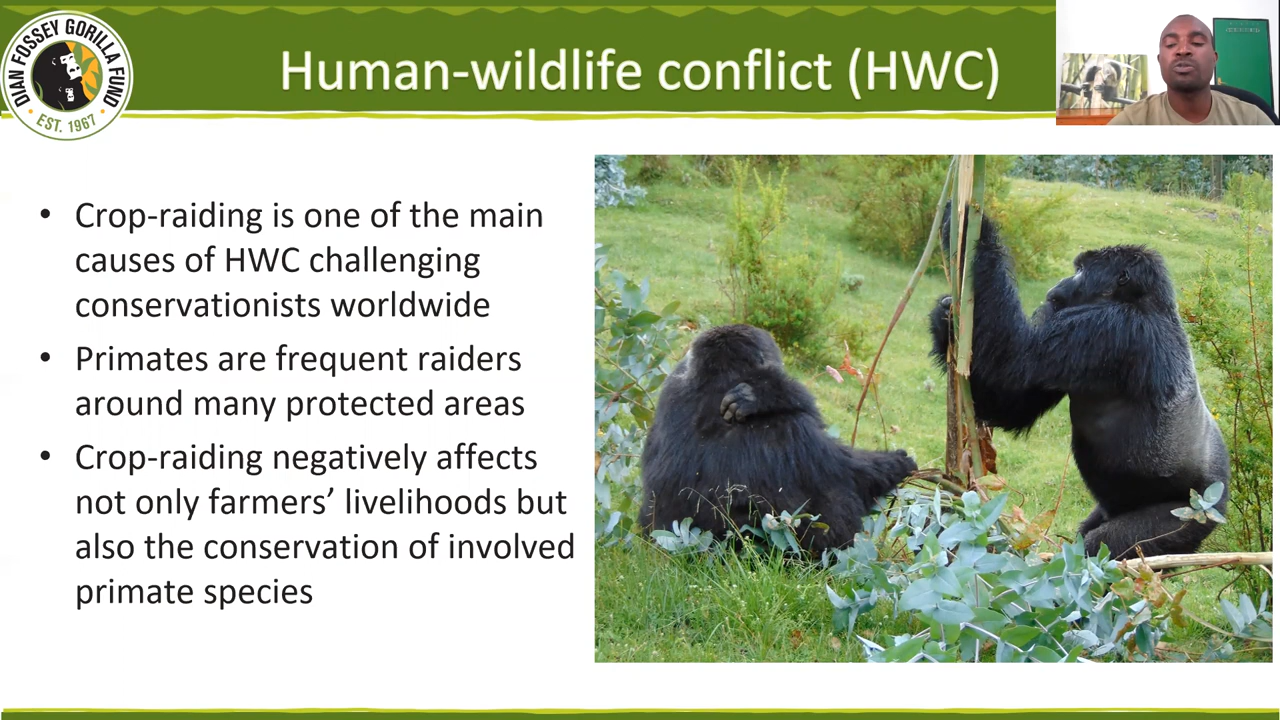 DIAN FOSSEY GORILLA FUND
• EST. 1967 •
Human-wildlife conflict (HWC)
• Crop-raiding is one of the main
causes of HWC challenging
conservationists worldwide
• Primates are frequent raiders
around many protected areas
• Crop-raiding negatively affects
not only farmers’ livelihoods but
also the conservation of involved
primate species